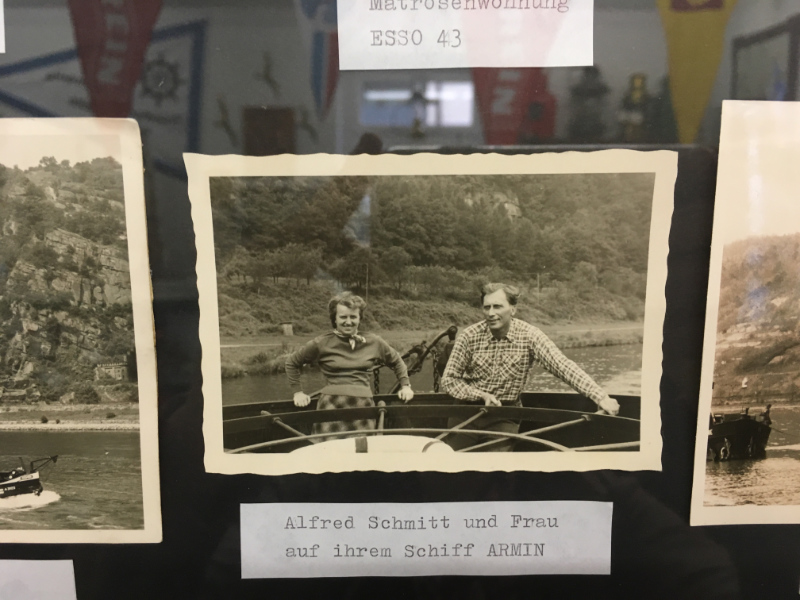 Matrosenwohnung
ESSO 43
Alfred Schmitt und Frau
auf ihrem Schiff ARMIN